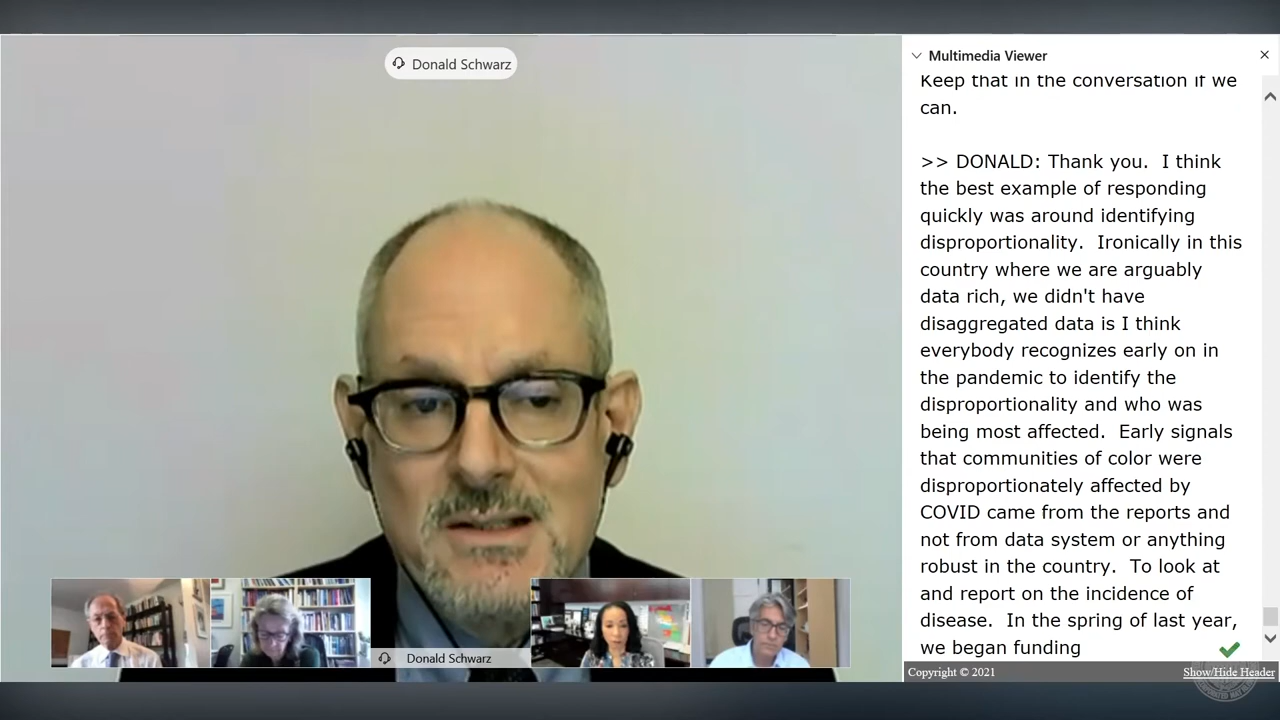 Donald Schwarz
Multimedia Viewer
Keep that in the conversation if we
can.
>> DONALD: Thank you. I think
the best example of responding
quickly was around identifying
disproportionality. Ironically in this
country where we are arguably
data rich, we didn't have
disaggregated data is I think
everybody recognizes early on in
the pandemic to identify the
disproportionality and who was
being most affected. Early signals
that communities of color were
disproportionately affected by
COVID came from the reports and
not from data system or anything
robust in the country. To look at
and report on the incidence of
disease. In the spring of last year,
we began funding
Donald Schwarz
Copyright © 2021
Show/Hide Header